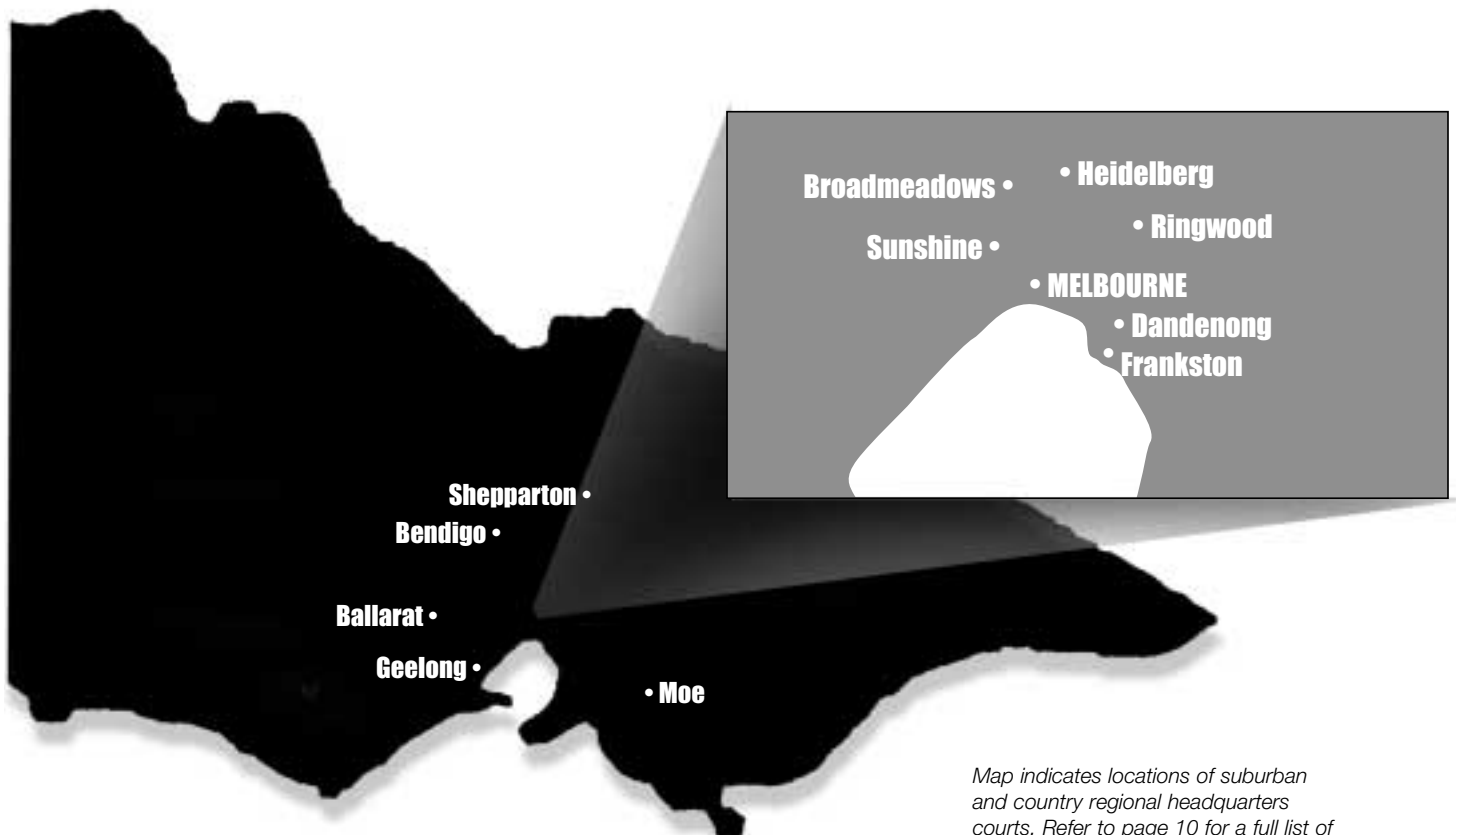 Heidelberg
Broadmeadows
Ringwood
Sunshine
MELBOURNE
Dandenong
Frankston
Shepparton
Bendigo
Ballarat
Geelong
Moe
Map indicates locations of suburban
and country regional headquarters
courts. Refer to page 10 for a full list of